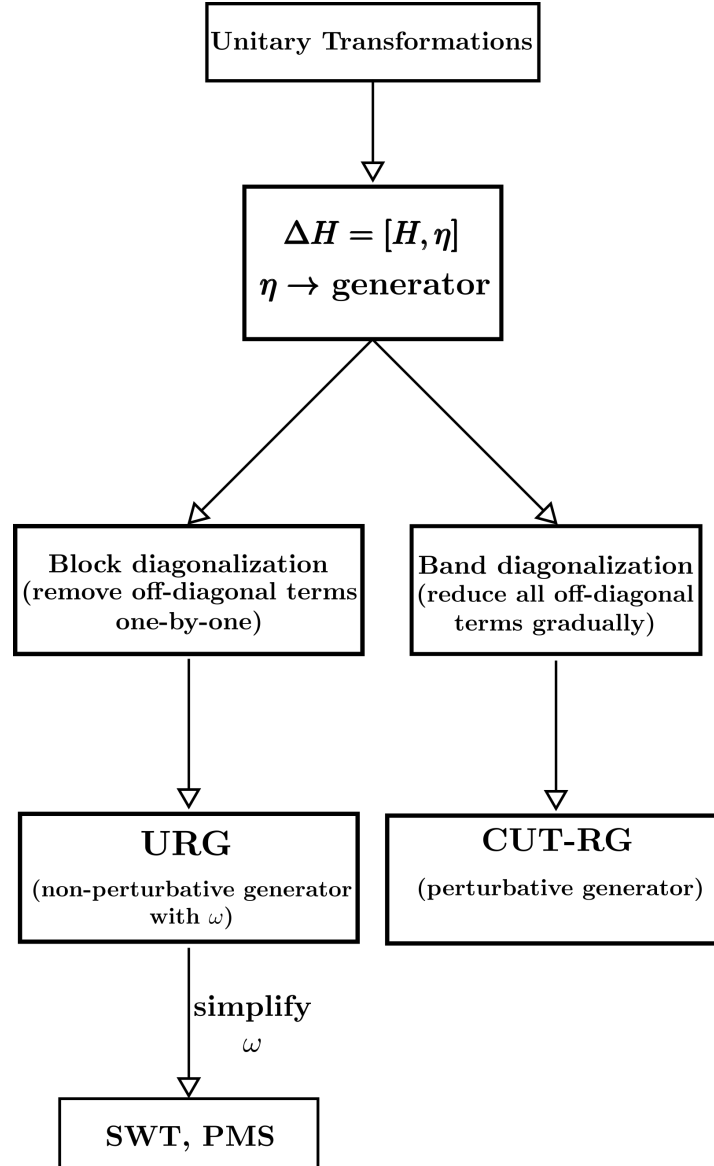 Unitary Transformations
ΔH = [H, η]
η → generator
Block diagonalization
(remove off-diagonal terms
one-by-one)
Band diagonalization
(reduce all off-diagonal
terms gradually)
URG
(non-perturbative generator
with ω)
CUT-RG
(perturbative generator)
simplify
ω
SWT, PMS